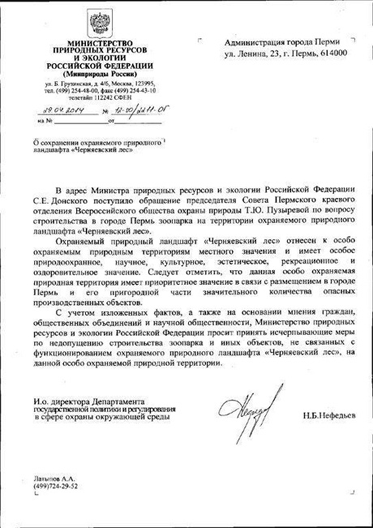 МИНИСТЕРСТВО
ПРИРОДНЫХ РЕСУРСОВ
И ЭКОЛОГИИ
РОССИЙСКОЙ ФЕДЕРАЦИИ
(Минприроды России)
ул. Б. Грузинская, д. 4/6, Москва, 123995,
тел. (499) 254-48-00, факс (499) 254-43-10
телетайп 112242 СФЕН
29.04.2014 № 12-00/
на № от
Администрация города Перми
ул. Ленина, 23, г. Пермь, 614000
О сохранении охраняемого природного
ландшафта «Черняевский лес»
В адрес Министра природных ресурсов и экологии Российской Федерации
С.Е. Донского поступило обращение председателя Совета Пермского краевого
отделения Всероссийского общества охраны природы Т.Ю. Пузыревой по вопросу
строительства в городе Пермь зоопарка на территории охраняемого природного
ландшафта «Черняевский лес».
Охраняемый природный ландшафт «Черняевский лес» отнесен к особо
охраняемым природным территориям местного значения и имеет особое
природоохранное, научное, культурное, эстетическое, рекреационное и
оздоровительное значение. Следует отметить, что данная особо охраняемая
природная территория имеет приоритетное значение в связи с размещением в городе
Пермь и его пригородной части значительного количества опасных
производственных объектов.
С учетом изложенных фактов, а также на основании мнения граждан,
общественных объединений и научной общественности, Министерство природных
ресурсов и экологии Российской Федерации просит принять исчерпывающие меры
по недопущению строительства зоопарка и иных объектов, не связанных с
функционированием охраняемого природного ландшафта «Черняевский лес», на
данной особо охраняемой природной территории.
И.о. директора Департамента
государственной политики и регулирования
в сфере охраны окружающей среды
Н.Б.Нефедьев
Латыпов А.А.
(499)724-29-52